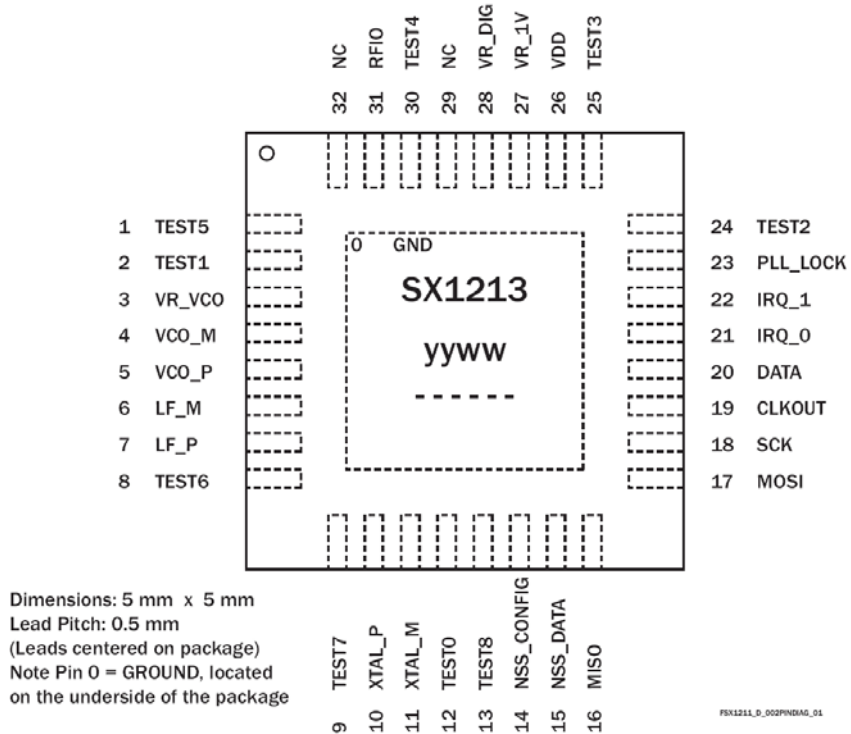 32 NC
31 RFIO
30 TEST4
29 NC
28 VR_DIG
27 VR_1V
26 VDD
25 TEST3
1 TEST5
2 TEST1
3 VR_VCO
4 VCO_M
5 VCO_P
6 LF_M
7 LF_P
8 TEST6
0 GND
SX1213
yyww
------
24 TEST2
23 PLL_LOCK
22 IRQ_1
21 IRQ_0
20 DATA
19 CLKOUT
18 SCK
17 MOSI
9 TEST7
10 XTAL_P
11 XTAL_M
12 TEST0
13 TEST8
14 NSS_CONFIG
15 NSS_DATA
16 MISO
Dimensions: 5 mm x 5 mm
Lead Pitch: 0.5 mm
(Leads centered on package)
Note Pin 0 = GROUND, located
on the underside of the package
FSX1211_D_002PINDIAG_01